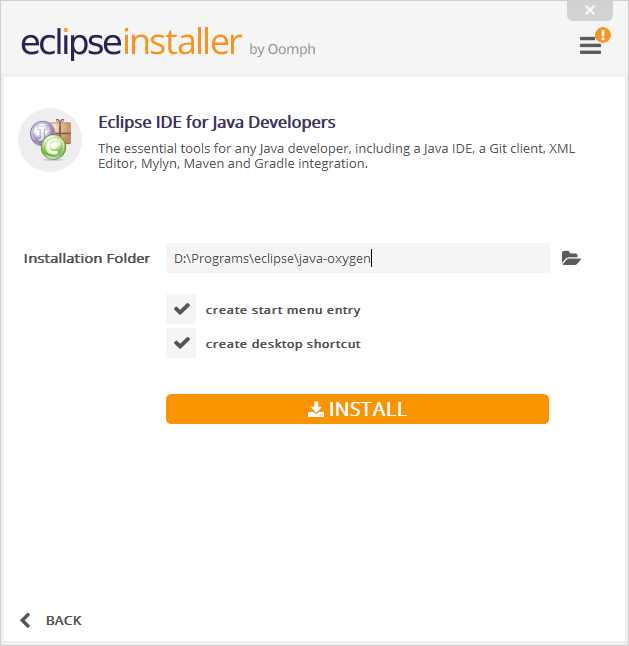 eclipseinstaller by Oomph
!
Eclipse IDE for Java Developers
The essential tools for any Java developer, including a Java IDE, a Git client, XML
Editor, Mylyn, Maven and Gradle integration.
Installation Folder D:\Programs\eclipse\java-oxygen
create start menu entry
create desktop shortcut
INSTALL
BACK